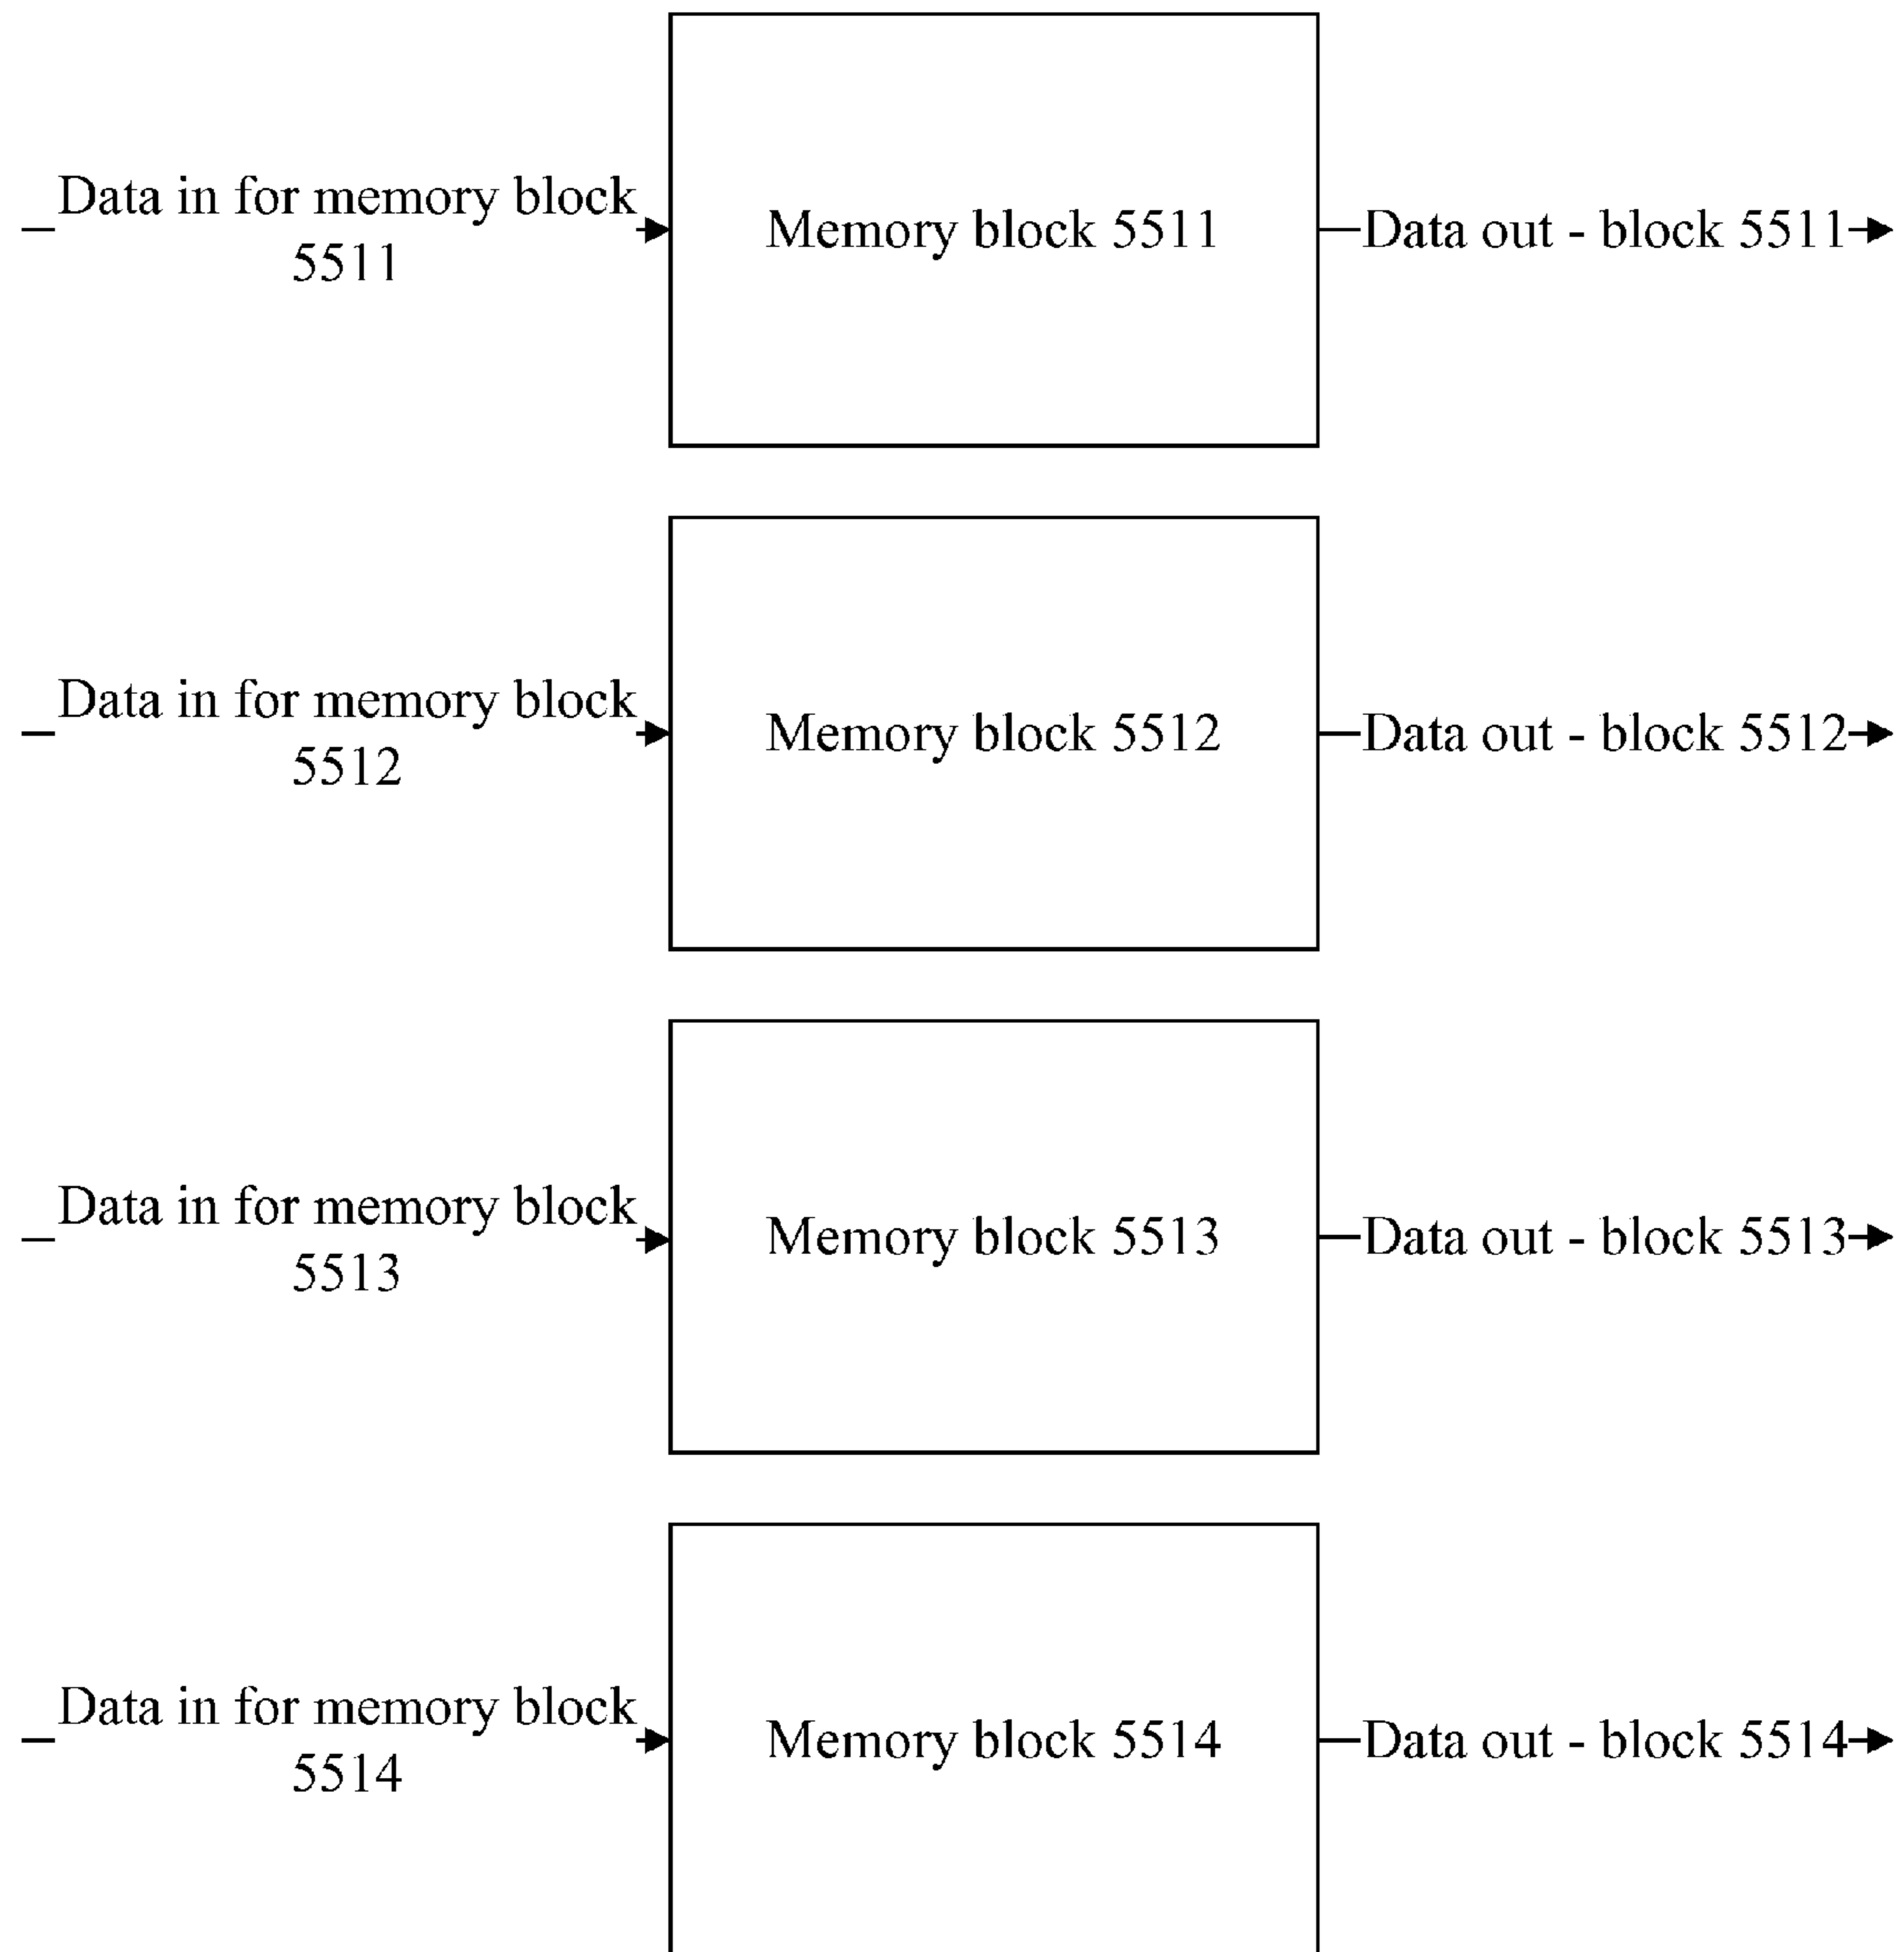 Data in for memory block
5511
Memory block 5511
Data out - block 5511
Data in for memory block
5512
Memory block 5512
Data out - block 5512
Data in for memory block
5513
Memory block 5513
Data out - block 5513
Data in for memory block
5514
Memory block 5514
Data out - block 5514